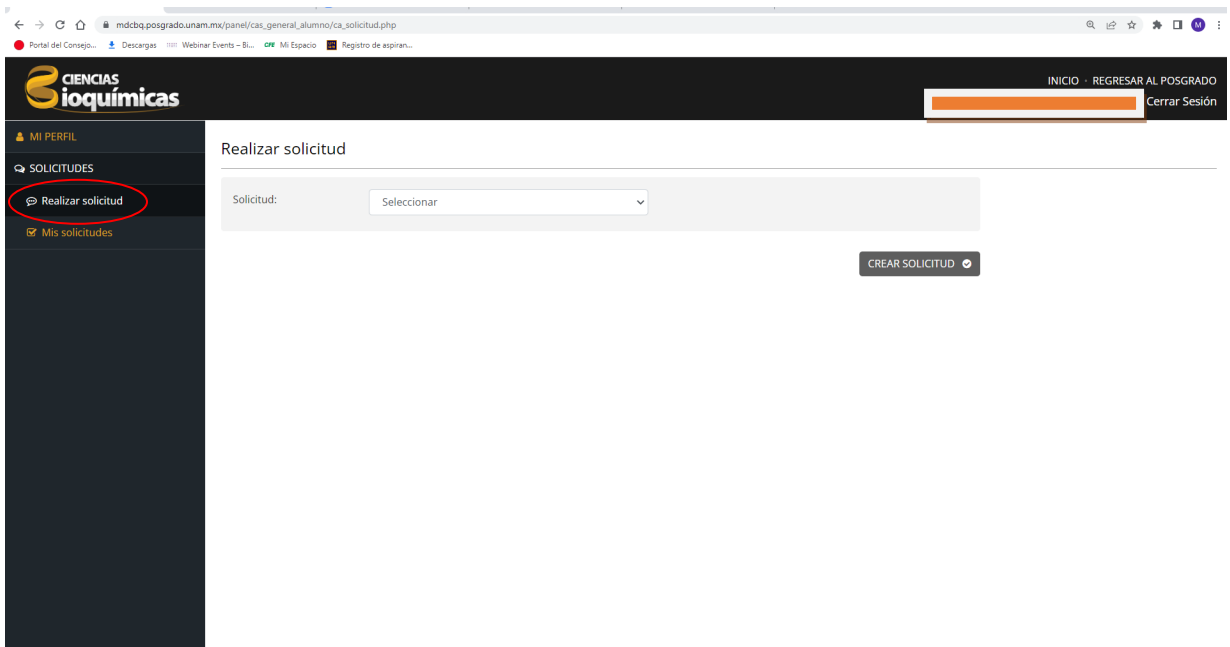 mdcbq.posgrado.unam.mx/panel/cas_general_alumno/ca_solicitud.php
M
Portal del Consejo... Descargas Webinar Events – Bi... CFE Mi Espacio Registro de aspiran...
CIENCIAS
ioquímicas
INICIO · REGRESAR AL POSGRADO
Cerrar Sesión
MI PERFIL
SOLICITUDES
Realizar solicitud
Mis solicitudes
Realizar solicitud
Solicitud: Seleccionar
CREAR SOLICITUD